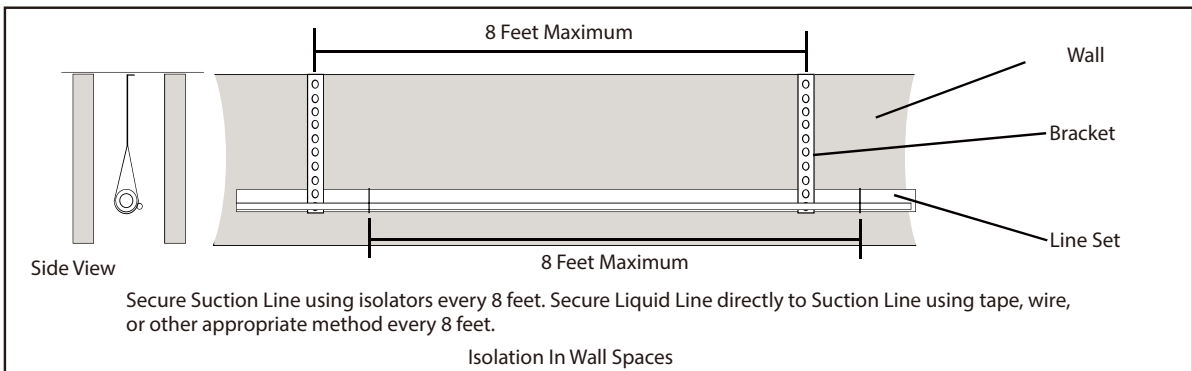 8 Feet Maximum
Wall
Bracket
Line Set
8 Feet Maximum
Side View
Secure Suction Line using isolators every 8 feet. Secure Liquid Line directly to Suction Line using tape, wire,
or other appropriate method every 8 feet.
Isolation In Wall Spaces